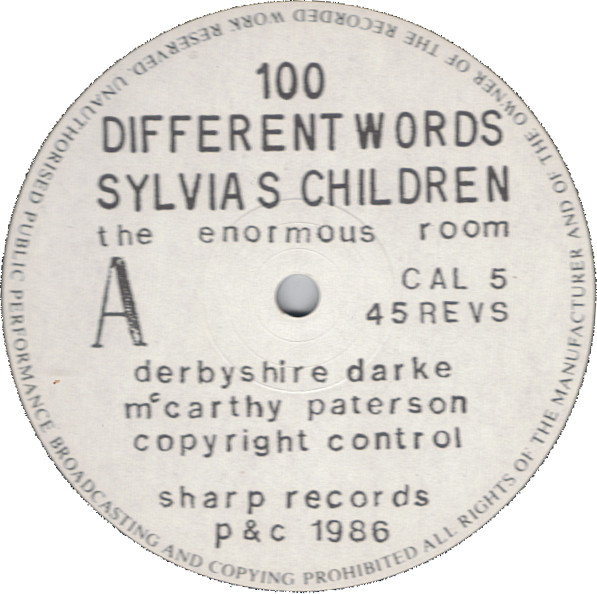 100
DIFFERENT WORDS
SYLVIA S CHILDREN
the enormous room
A
CAL 5
45 REVS
derbyshire darke
mccarthy paterson
copyright control
sharp records
p & c 1986
ALL RIGHTS OF THE MANUFACTURER AND OF THE OWNER OF THE RECORDED WORK RESERVED. UNAUTHORISED PUBLIC PERFORMANCE BROADCASTING AND COPYING PROHIBITED